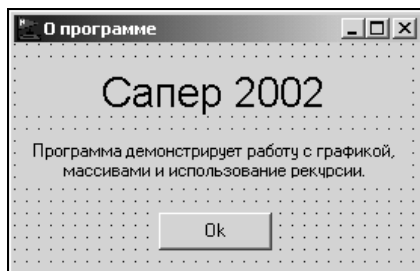 О программе
Сапер 2002
Программа демонстрирует работу с графикой,
массивами и использование рекурсии.
Ok